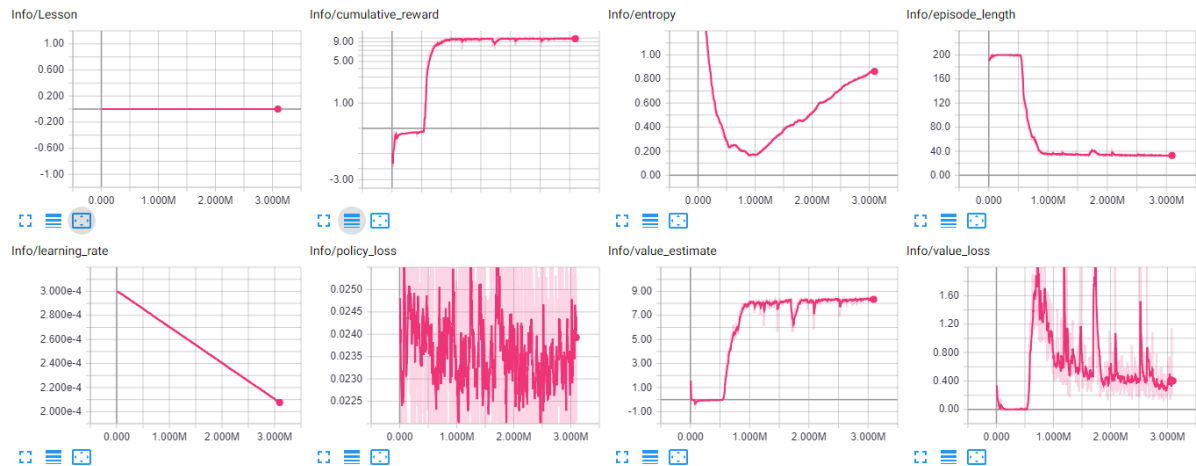 Info/Lesson
1.00
0.600
0.200
-0.200
-0.600
-1.00
0.000 1.000M 2.000M 3.000M
Info/cumulative_reward
9.00
5.00
1.00
-3.00
Info/entropy
1.00
0.800
0.600
0.400
0.200
0.00
0.000 1.000M 2.000M 3.000M
Info/episode_length
200
160
120
80.0
40.0
0.00
0.000 1.000M 2.000M 3.000M
Info/learning_rate
3.000e-4
2.800e-4
2.600e-4
2.400e-4
2.200e-4
2.000e-4
0.000 1.000M 2.000M 3.000M
Info/policy_loss
0.0250
0.0245
0.0240
0.0235
0.0230
0.0225
0.000 1.000M 2.000M 3.000M
Info/value_estimate
9.00
7.00
5.00
3.00
1.00
-1.00
0.000 1.000M 2.000M 3.000M
Info/value_loss
1.60
1.20
0.800
0.400
0.00
0.000 1.000M 2.000M 3.000M